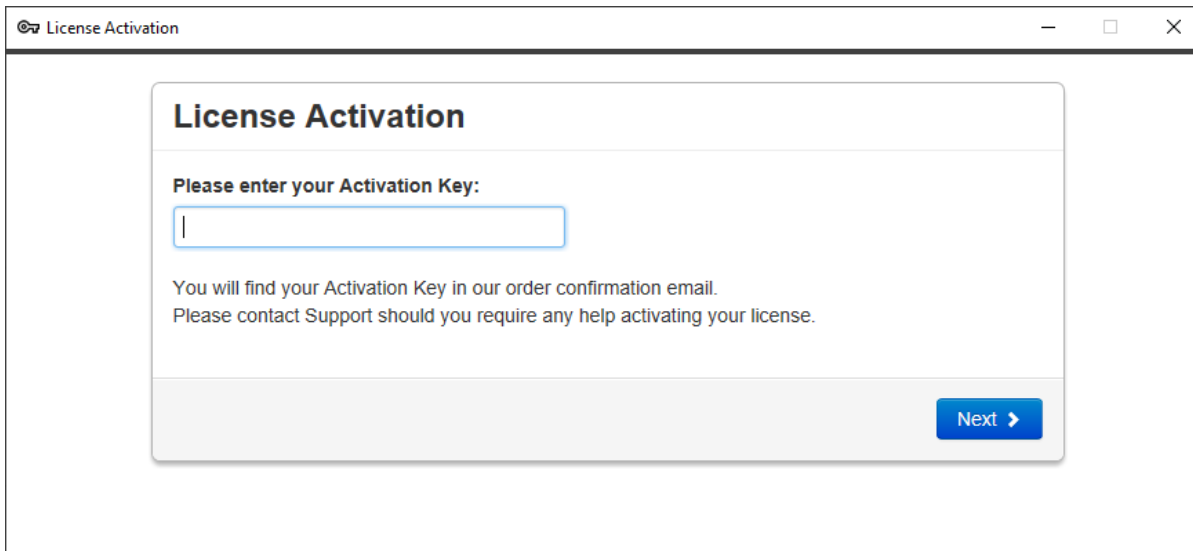 License Activation
License Activation
Please enter your Activation Key:
You will find your Activation Key in our order confirmation email.
Please contact Support should you require any help activating your license.
Next